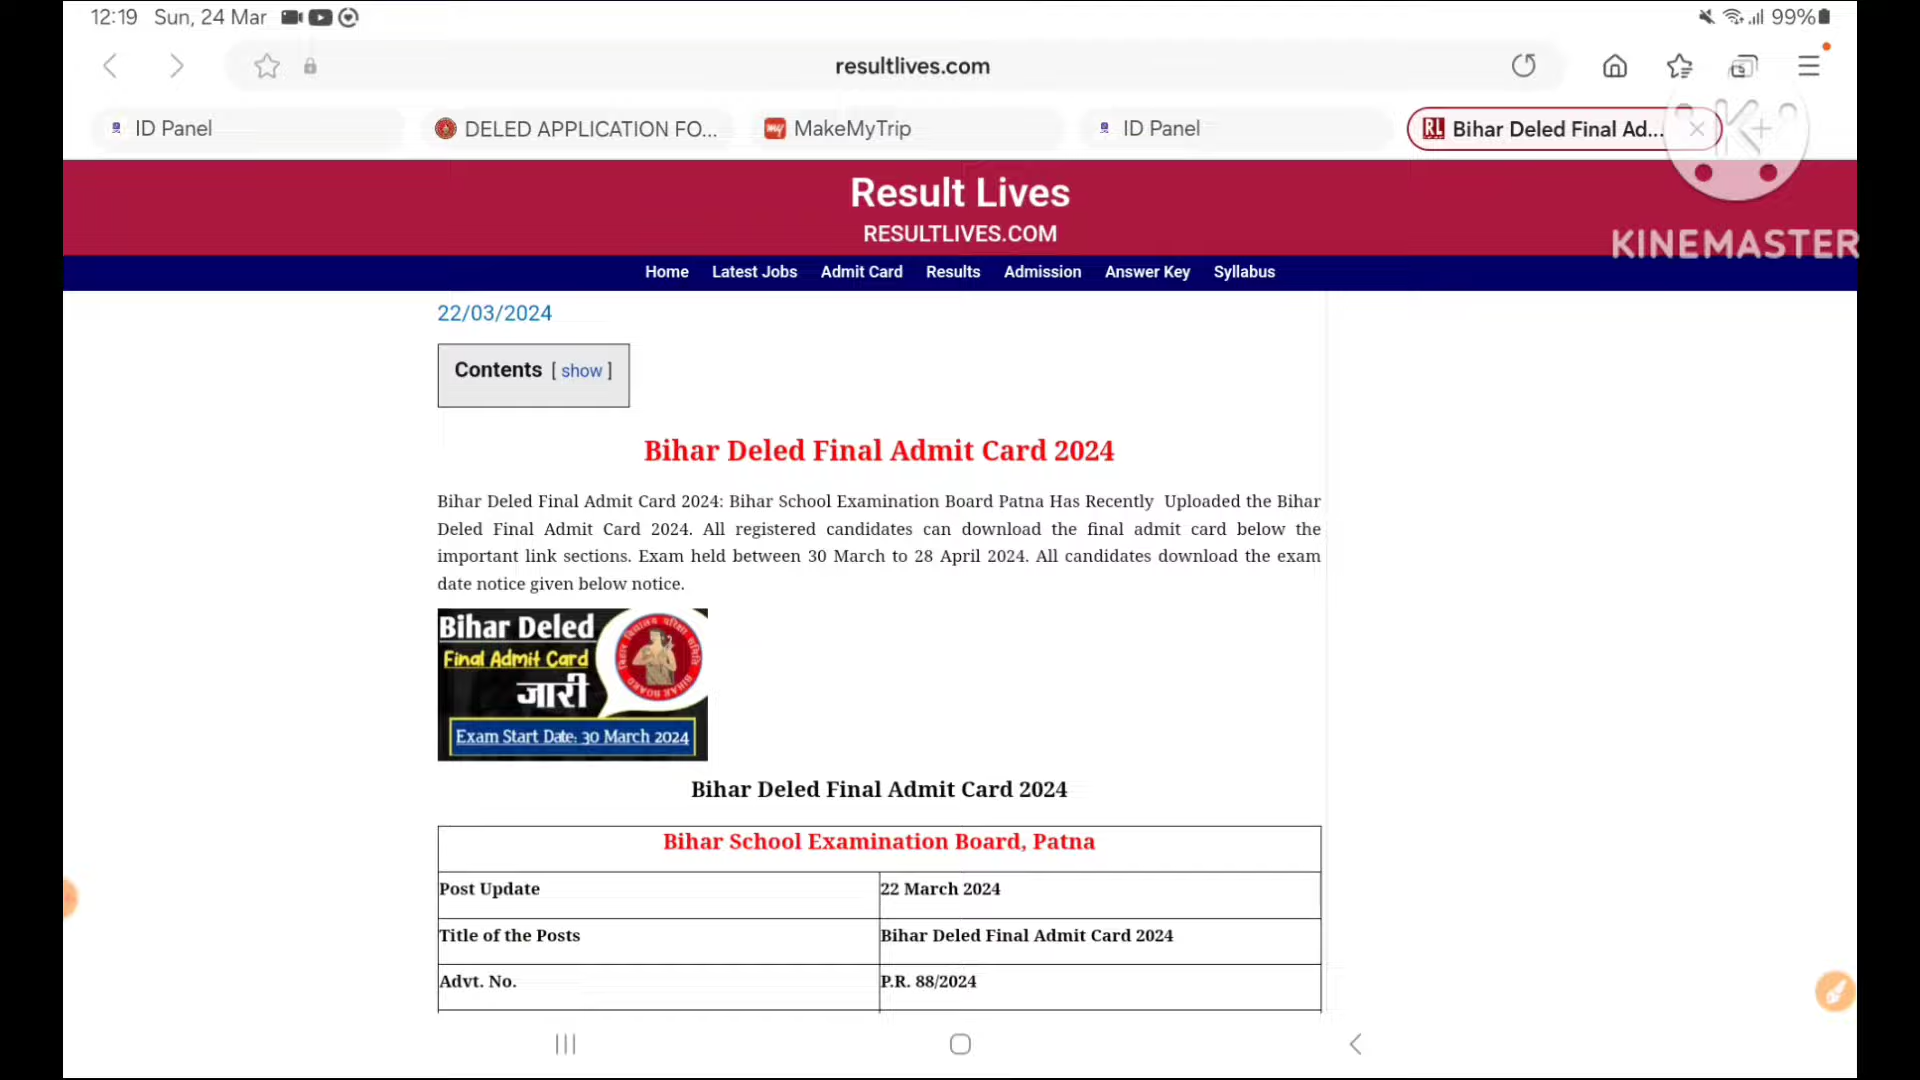 12:19 Sun, 24 Mar 99%
resultlives.com
ID Panel DELED APPLICATION FO... MakeMyTrip ID Panel RL Bihar Deled Final Ad...
KINEMASTER
Result Lives
RESULTLIVES.COM
Home Latest Jobs Admit Card Results Admission Answer Key Syllabus
22/03/2024
Contents [ show ]
Bihar Deled Final Admit Card 2024
Bihar Deled Final Admit Card 2024: Bihar School Examination Board Patna Has Recently Uploaded the Bihar
Deled Final Admit Card 2024. All registered candidates can download the final admit card below the
important link sections. Exam held between 30 March to 28 April 2024. All candidates download the exam
date notice given below notice.
Bihar Deled
Final Admit Card
जारी
Exam Start Date: 30 March 2024
बिहार विद्यालय परीक्षा समिति
BIHAR BOARD
Bihar Deled Final Admit Card 2024
Bihar School Examination Board, Patna
Post Update 22 March 2024
Title of the Posts Bihar Deled Final Admit Card 2024
Advt. No. P.R. 88/2024